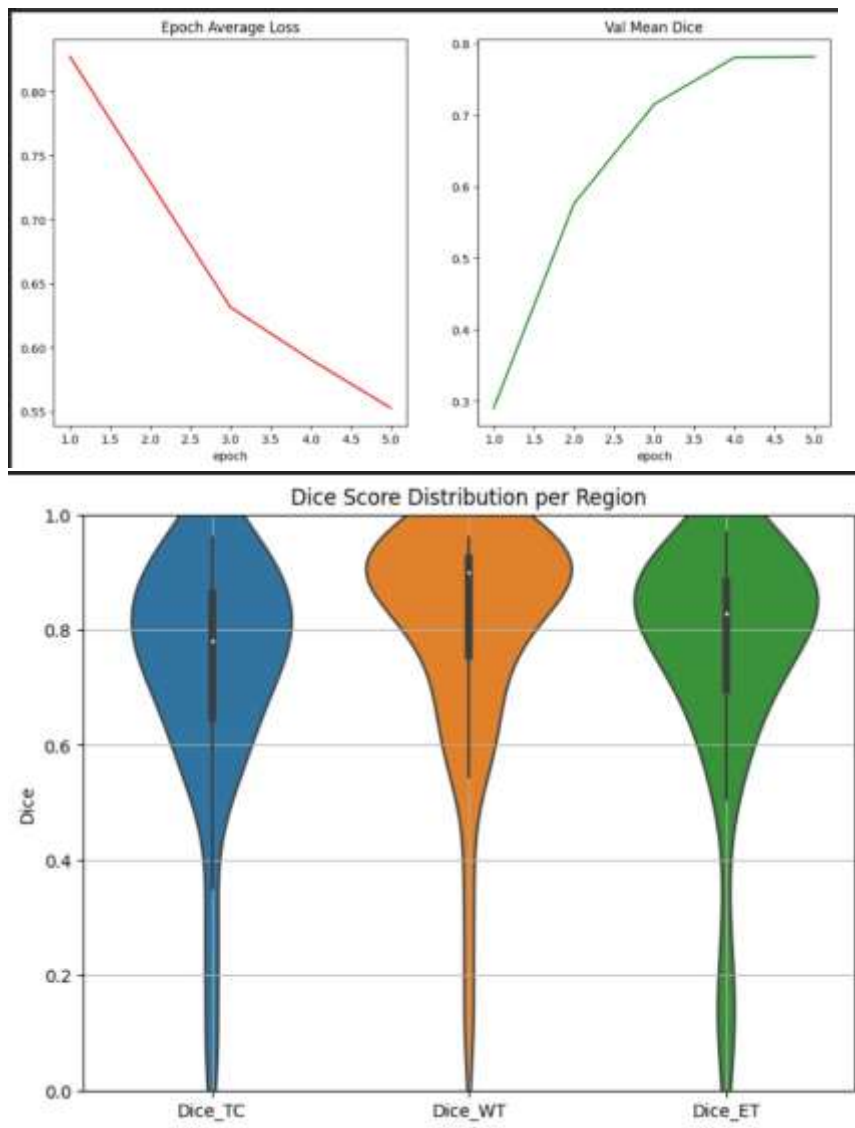 Epoch Average Loss
0.80
0.75
0.70
0.65
0.60
0.55
1.0 1.5 2.0 2.5 3.0 3.5 4.0 4.5 5.0
epoch
Val Mean Dice
0.8
0.7
0.6
0.5
0.4
0.3
1.0 1.5 2.0 2.5 3.0 3.5 4.0 4.5 5.0
epoch
Dice Score Distribution per Region
Dice
1.0
0.8
0.6
0.4
0.2
0.0
Dice_TC Dice_WT Dice_ET